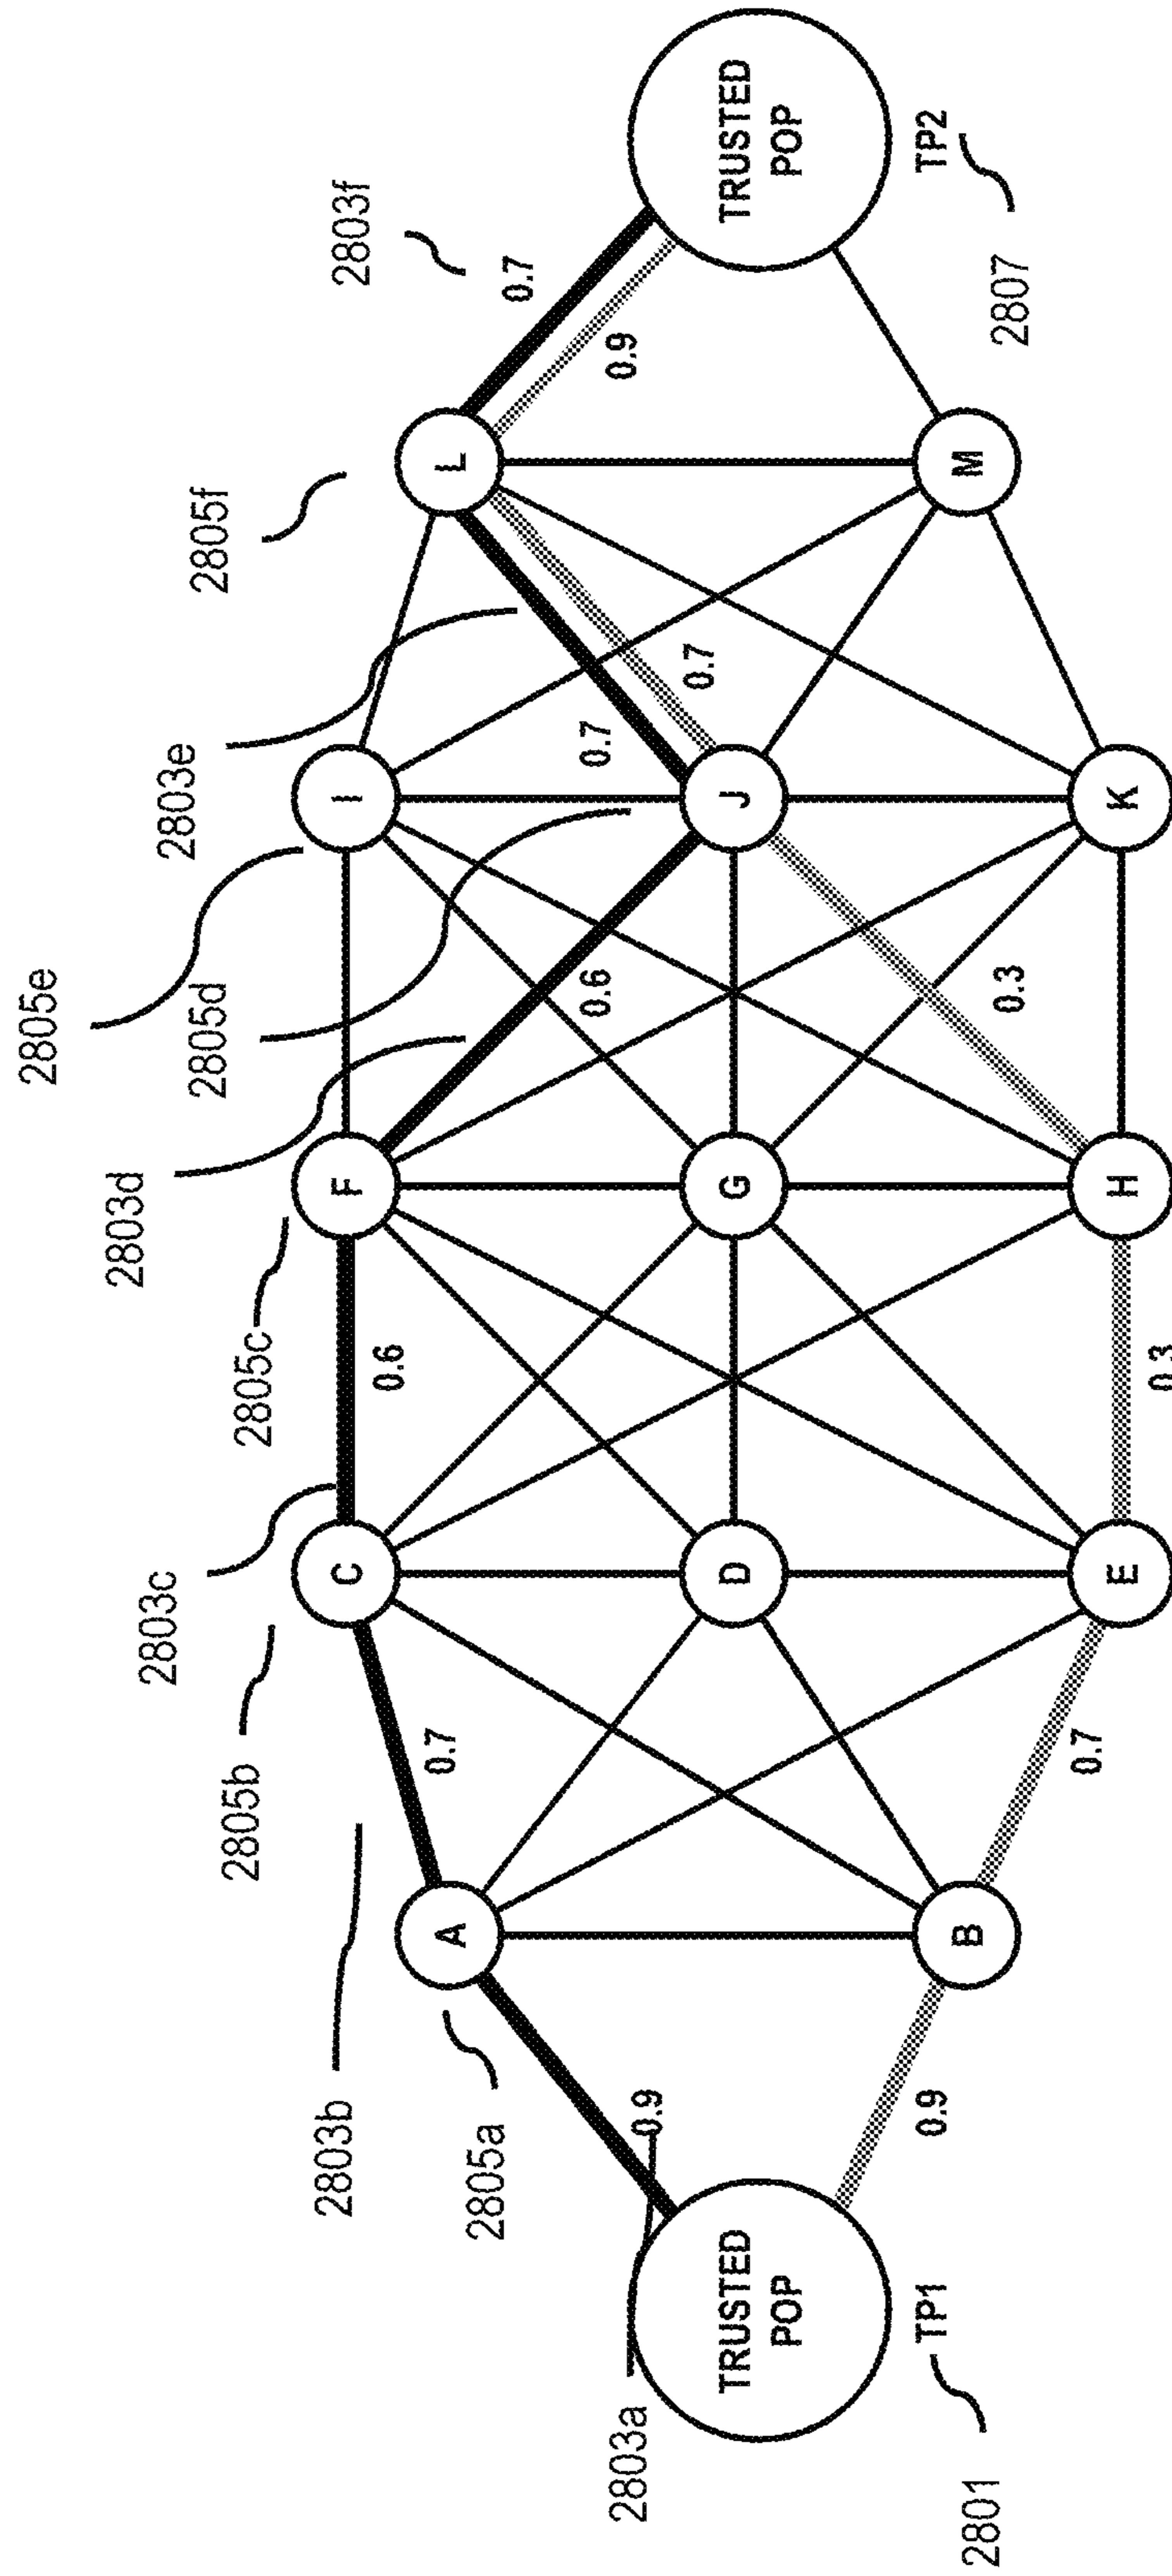 2805e
2803e
2805f
2803f
2803d
2805d
2805c
2803c
2805b
2803b
2805a
2803a
I
F
C
L
A
0.7
0.6
0.7
0.9
0.7
0.6
0.7
0.9
TRUSTED
POP
TP1
2801
D
G
J
TRUSTED
POP
TP2
2807
B
M
0.9
0.7
0.3
0.3
E
H
K